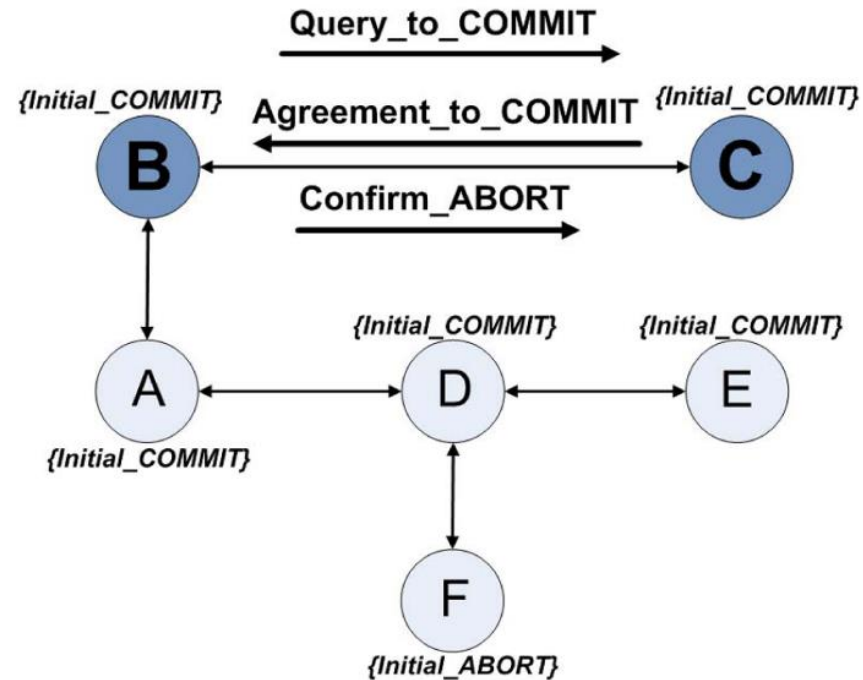 Query_to_COMMIT
{Initial_COMMIT}
Agreement_to_COMMIT
{Initial_COMMIT}
B
C
Confirm_ABORT
{Initial_COMMIT}
{Initial_COMMIT}
A
D
E
{Initial_COMMIT}
F
{Initial_ABORT}